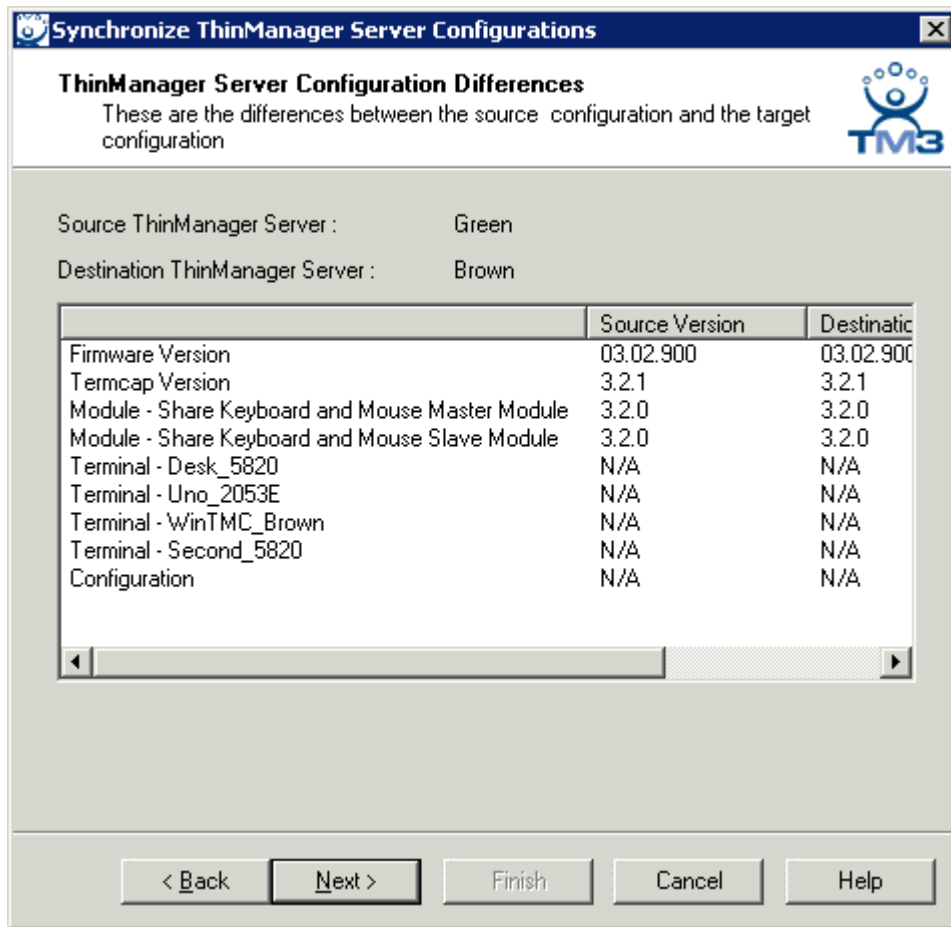 Synchronize ThinManager Server Configurations
ThinManager Server Configuration Differences
These are the differences between the source configuration and the target
configuration
TM3
Source ThinManager Server : Green
Destination ThinManager Server : Brown
Source Version Destinatic
Firmware Version 03.02.900 03.02.900
Termcap Version 3.2.1 3.2.1
Module - Share Keyboard and Mouse Master Module 3.2.0 3.2.0
Module - Share Keyboard and Mouse Slave Module 3.2.0 3.2.0
Terminal - Desk_5820 N/A N/A
Terminal - Uno_2053E N/A N/A
Terminal - WinTMC_Brown N/A N/A
Terminal - Second_5820 N/A N/A
Configuration N/A N/A
< Back Next > Finish Cancel Help